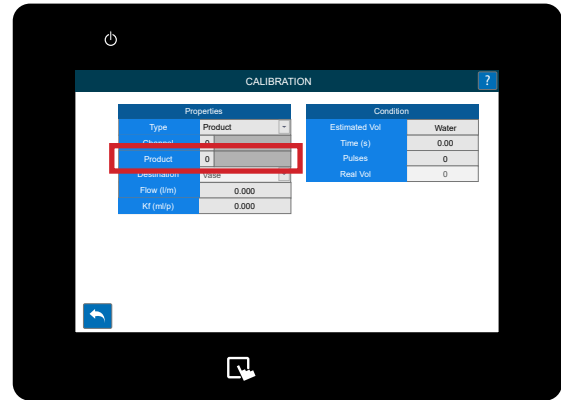 CALIBRATION ?
Properties
Type Product
Channel 0
Product 0
Destination Vase
Flow (l/m) 0.000
Kf (ml/p) 0.000
Condition
Estimated Vol Water
Time (s) 0.00
Pulses 0
Real Vol 0